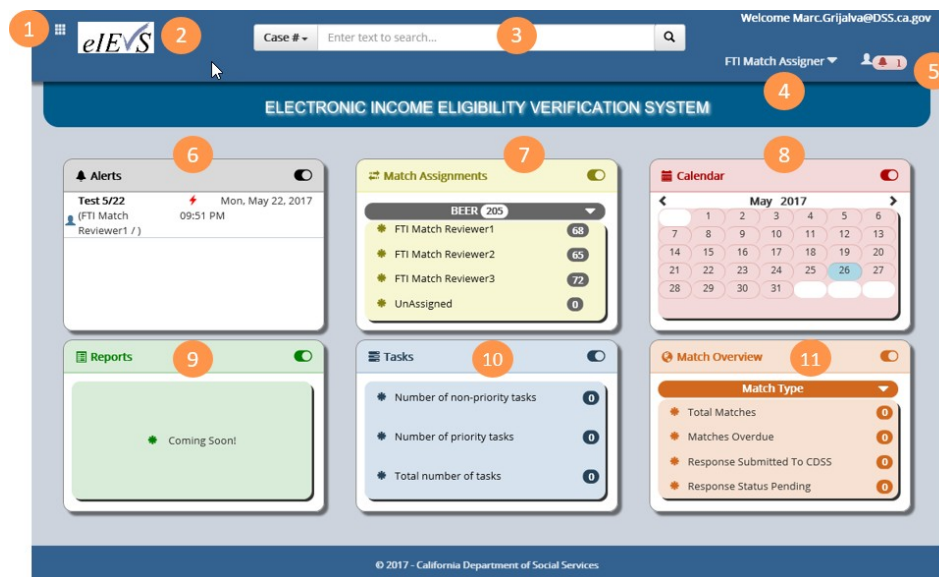 Welcome Marc.Grijalva@DSS.ca.gov
1
eIEVS
2
Case #
Enter text to search...
3
FTI Match Assigner
1
4
5
ELECTRONIC INCOME ELIGIBILITY VERIFICATION SYSTEM
6
7
8
Alerts
Test 5/22
Mon, May 22, 2017
(FTI Match
09:51 PM
Reviewer1 / )
Match Assignments
BEER 205
FTI Match Reviewer1 68
FTI Match Reviewer2 65
FTI Match Reviewer3 72
UnAssigned 0
Calendar
May 2017
1 2 3 4 5 6
7 8 9 10 11 12 13
14 15 16 17 18 19 20
21 22 23 24 25 26 27
28 29 30 31
Reports
9
Coming Soon!
Tasks
10
Number of non-priority tasks 0
Number of priority tasks 0
Total number of tasks 0
Match Overview
11
Match Type
Total Matches 0
Matches Overdue 0
Response Submitted To CDSS 0
Response Status Pending 0
© 2017 - California Department of Social Services